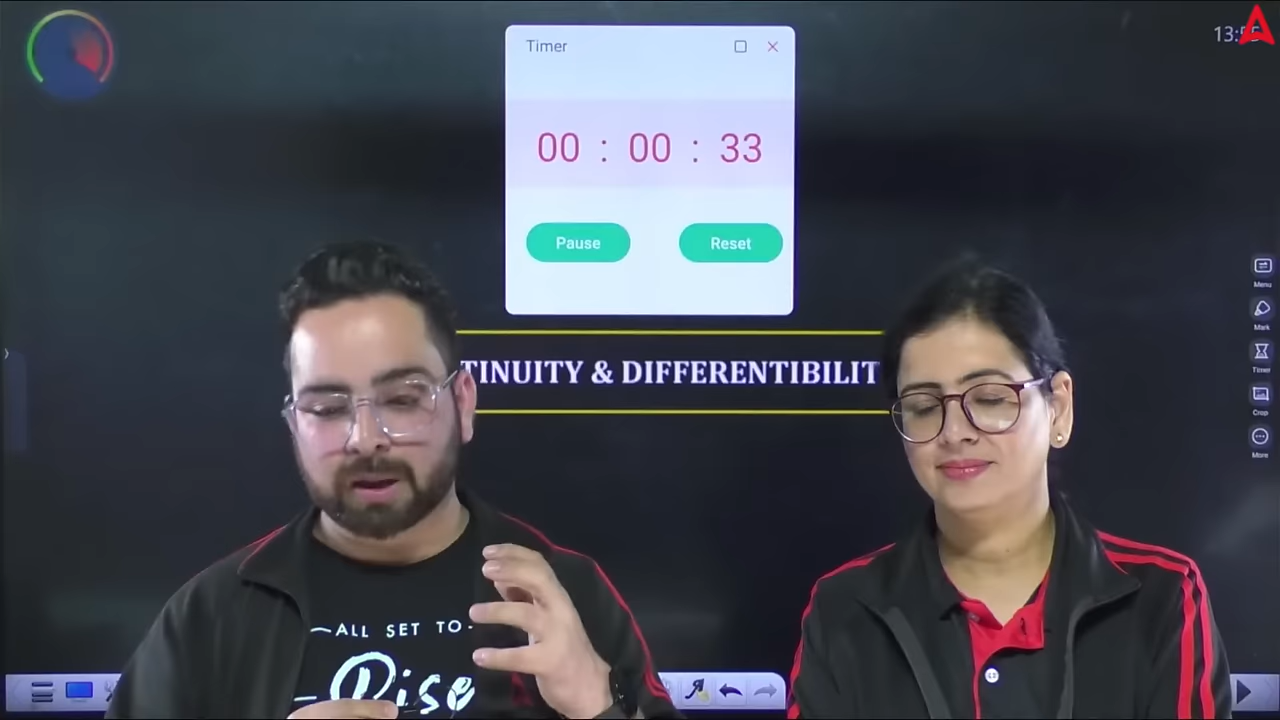 Timer
00 : 00 : 33
Pause
Reset
TINUITY & DIFFERENTIBILIT
ALL SET TO
Rise
Menu
Mark
Timer
Crop
More